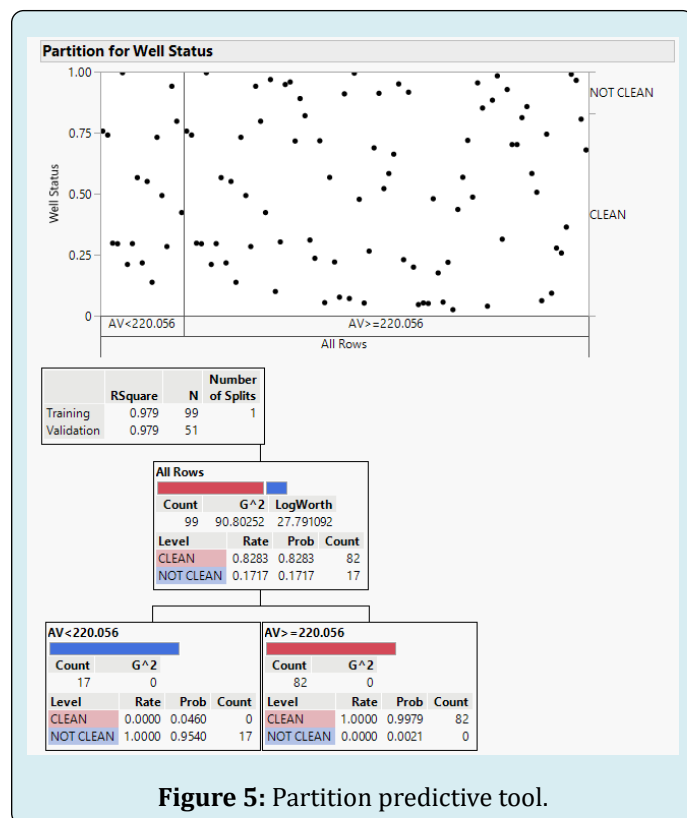 Partition for Well Status
1.00
0.75
0.50
0.25
0
Well Status
NOT CLEAN
CLEAN
AV<220.056 AV>=220.056
All Rows
RSquare N Number of Splits
Training 0.979 99 1
Validation 0.979 51
All Rows
Count G^2 LogWorth
99 90.80252 27.791092
Level Rate Prob Count
CLEAN 0.8283 0.8283 82
NOT CLEAN 0.1717 0.1717 17
AV<220.056
Count G^2
17 0
Level Rate Prob Count
CLEAN 0.0000 0.0460 0
NOT CLEAN 1.0000 0.9540 17
AV>=220.056
Count G^2
82 0
Level Rate Prob Count
CLEAN 1.0000 0.9979 82
NOT CLEAN 0.0000 0.0021 0
Figure 5: Partition predictive tool.